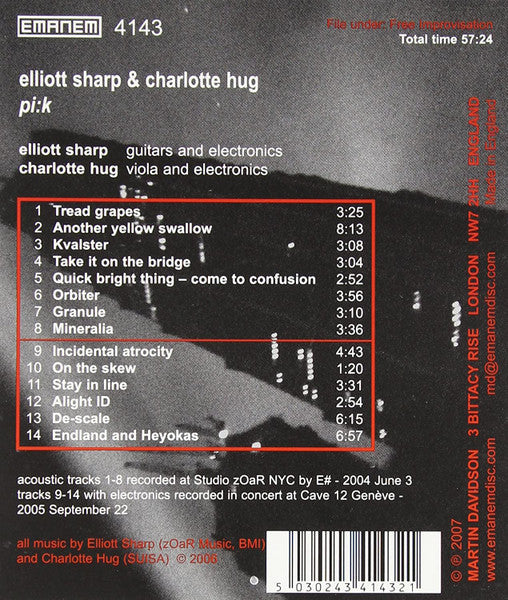 EMANEM 4143
File under: Free Improvisation
Total time 57:24
elliott sharp & charlotte hug
pi:k
elliott sharp guitars and electronics
charlotte hug viola and electronics
1 Tread grapes 3:25
2 Another yellow swallow 8:13
3 Kvalster 3:08
4 Take it on the bridge 3:04
5 Quick bright thing – come to confusion 2:52
6 Orbiter 3:56
7 Granule 3:10
8 Mineralia 3:36
9 Incidental atrocity 4:43
10 On the skew 1:20
11 Stay in line 3:31
12 Alight ID 2:54
13 De-scale 6:15
14 Endland and Heyokas 6:57
acoustic tracks 1-8 recorded at Studio zOaR NYC by E# - 2004 June 3
tracks 9-14 with electronics recorded in concert at Cave 12 Genève -
2005 September 22
all music by Elliott Sharp (zOaR Music, BMI)
and Charlotte Hug (SUISA) © 2006
5 030243 414321
© ℗ 2007
MARTIN DAVIDSON 3 BITTACY RISE LONDON NW7 2HH ENGLAND
www.emanemdisc.com md@emanemdisc.com Made in England